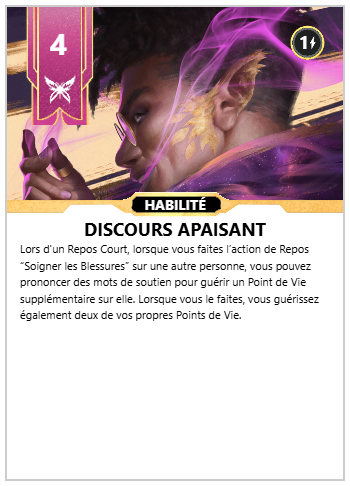 4
1
HABILITÉ
DISCOURS APAISANT
Lors d'un Repos Court, lorsque vous faites l'action de Repos
“Soigner les Blessures” sur une autre personne, vous pouvez
prononcer des mots de soutien pour guérir un Point de Vie
supplémentaire sur elle. Lorsque vous le faites, vous guérissez
également deux de vos propres Points de Vie.